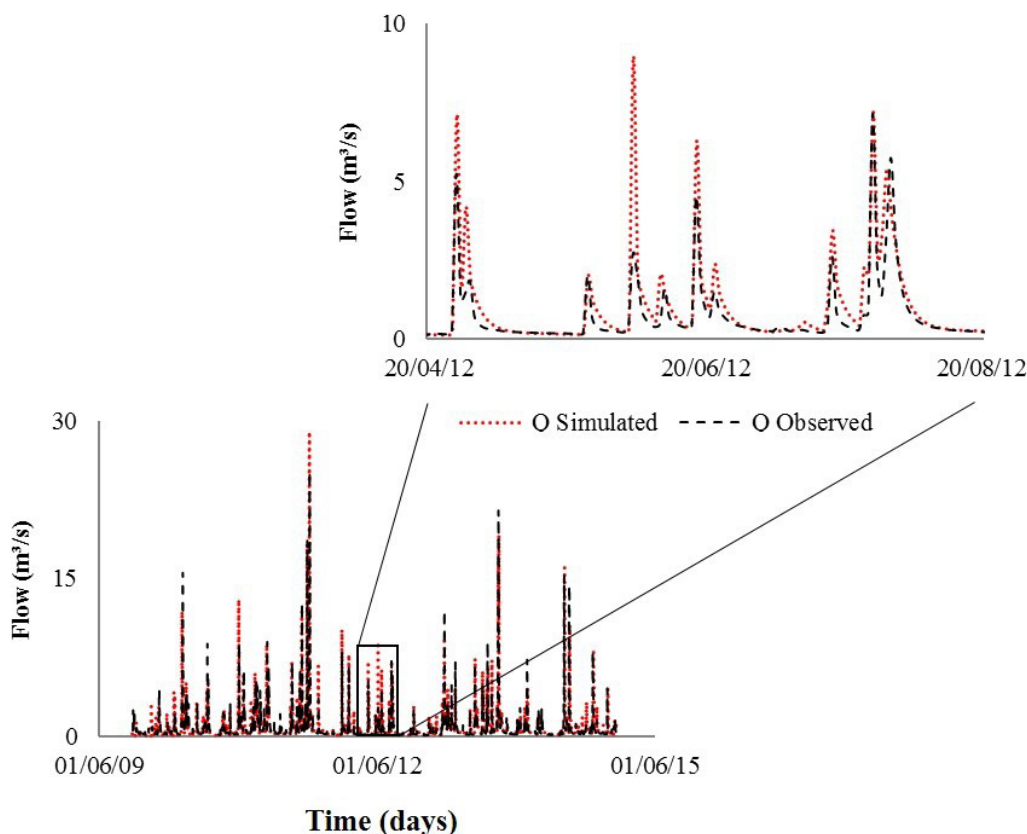 10
5
0
Flow (m³/s)
20/04/12
20/06/12
20/08/12
Q Simulated
Q Observed
30
15
0
Flow (m³/s)
01/06/09
01/06/12
01/06/15
Time (days)